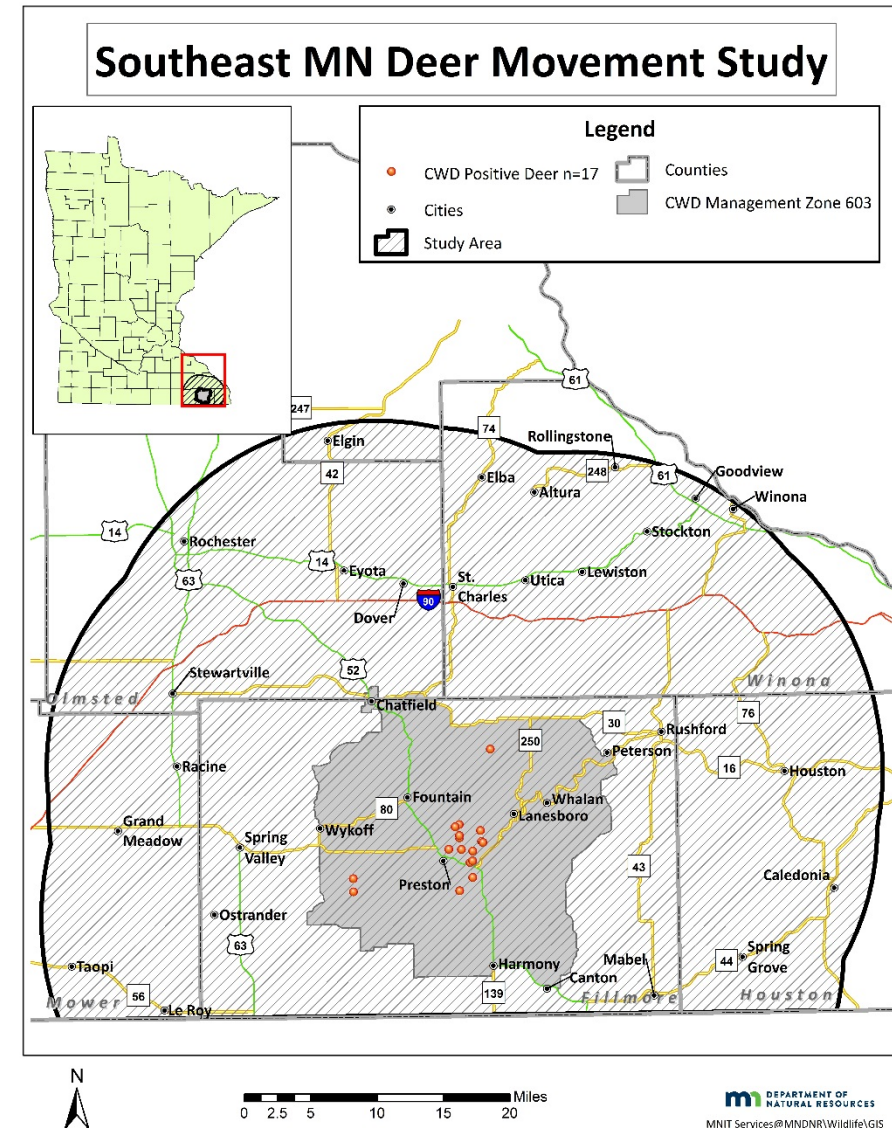 Southeast MN Deer Movement Study
Legend
CWD Positive Deer n=17
Counties
Cities
CWD Management Zone 603
Study Area
61
247
74
Rollingstone
Elgin
42
248
61
Goodview
Elba
Altura
Winona
14
Rochester
Stockton
14
Eyota
63
St.
Charles
Utica
Lewiston
Dover
90
52
Stewartville
Olmsted
Winona
Chatfield
76
30
Rushford
250
Peterson
Racine
16
Houston
Fountain
Whalan
80
Lanesboro
Grand
Meadow
Wykoff
Spring
Valley
43
Preston
Caledonia
Ostrander
63
Mabel
Spring
Grove
44
Taopi
Harmony
Canton
56
139
Mower
Fillmore
Houston
Le Roy
N
Miles
0 2.5 5 10 15 20
DEPARTMENT OF
NATURAL RESOURCES
MNIT Services@MNDNR\Wildlife\GIS